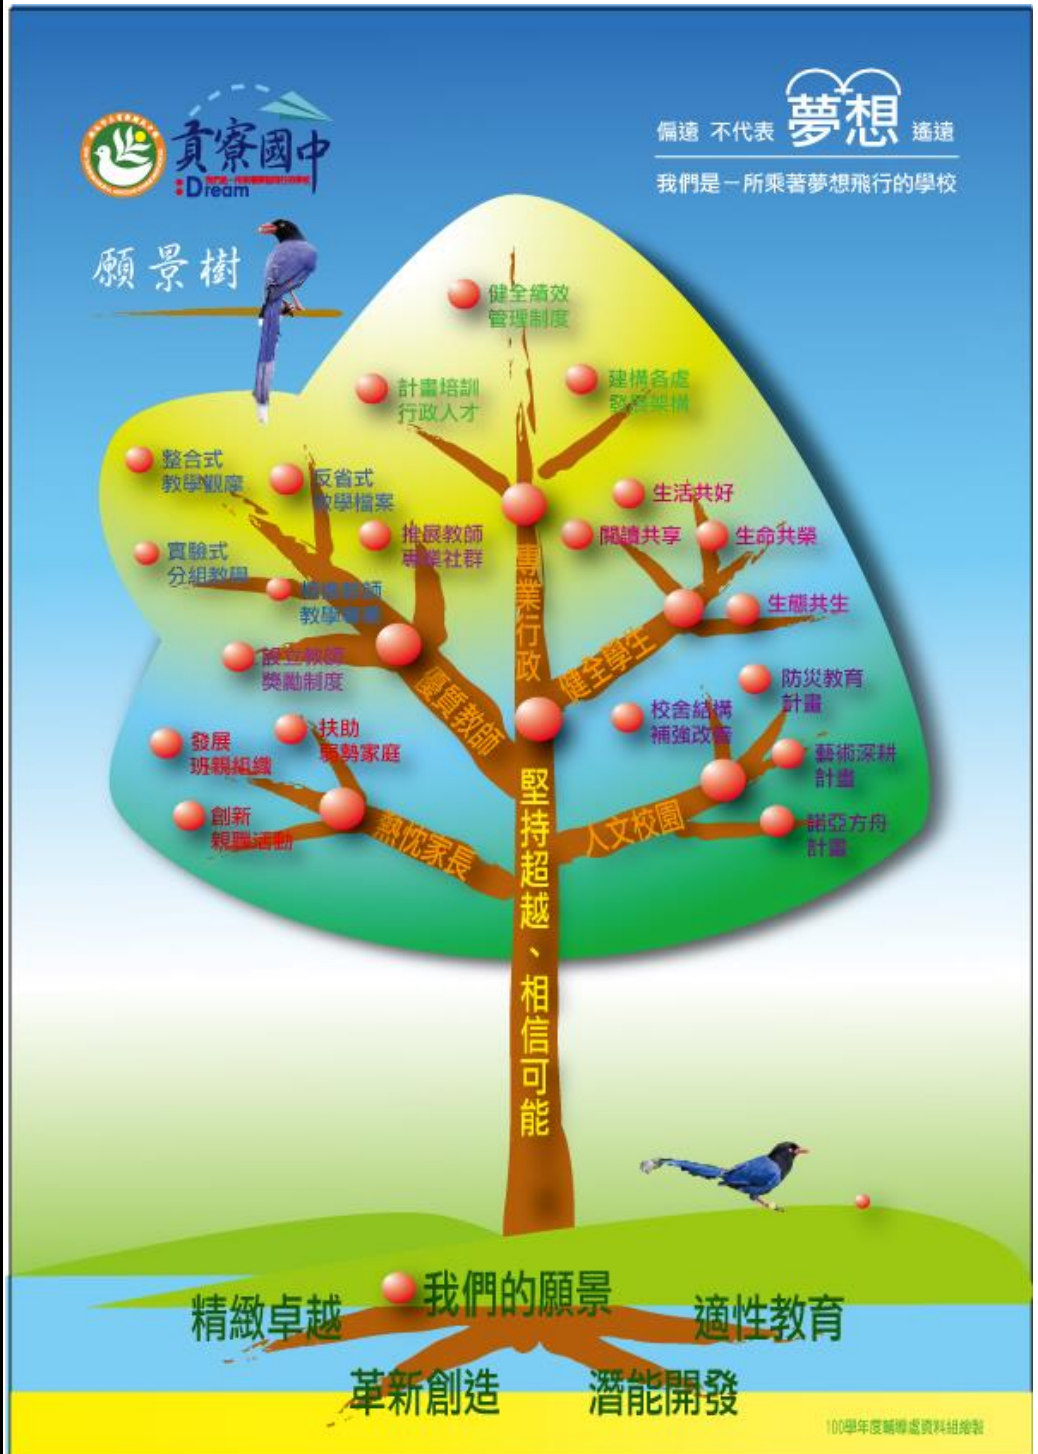 貢寮國中
:Dream
偏遠 不代表 夢想 遙遠
我們是一所乘著夢想飛行的學校
願景樹
健全績效
管理制度
計畫培訓
行政人才
建構各處
發展架構
整合式
教學觀摩
反省式
教學檔案
推展教師
專業社群
實驗式
分組教學
教師
教學
設立教師
獎勵制度
生活共好
閱讀共享
生命共榮
生態共生
防災教育
計畫
校舍結構
補強改善
藝術深耕
計畫
諾亞方舟
計畫
發展
班親組織
扶助
弱勢家庭
創新
親職活動
專業行政
健全學生
優質教師
熱忱家長
人文校園
堅持超越、相信可能
我們的願景
精緻卓越
適性教育
革新創造
潛能開發
100學年度輔導處資料組繪製